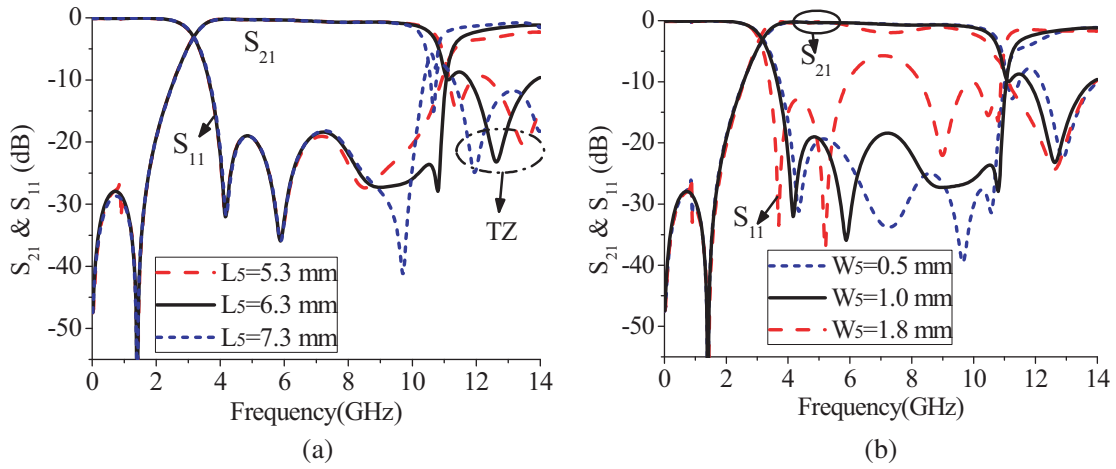 0
-10
-20
-30
-40
-50
S21 & S11 (dB)
S21
S11
TZ
L5=5.3 mm
L5=6.3 mm
L5=7.3 mm
0 2 4 6 8 10 12 14
Frequency(GHz)
(a)
0
-10
-20
-30
-40
-50
S21 & S11 (dB)
S21
S11
W5=0.5 mm
W5=1.0 mm
W5=1.8 mm
0 2 4 6 8 10 12 14
Frequency(GHz)
(b)